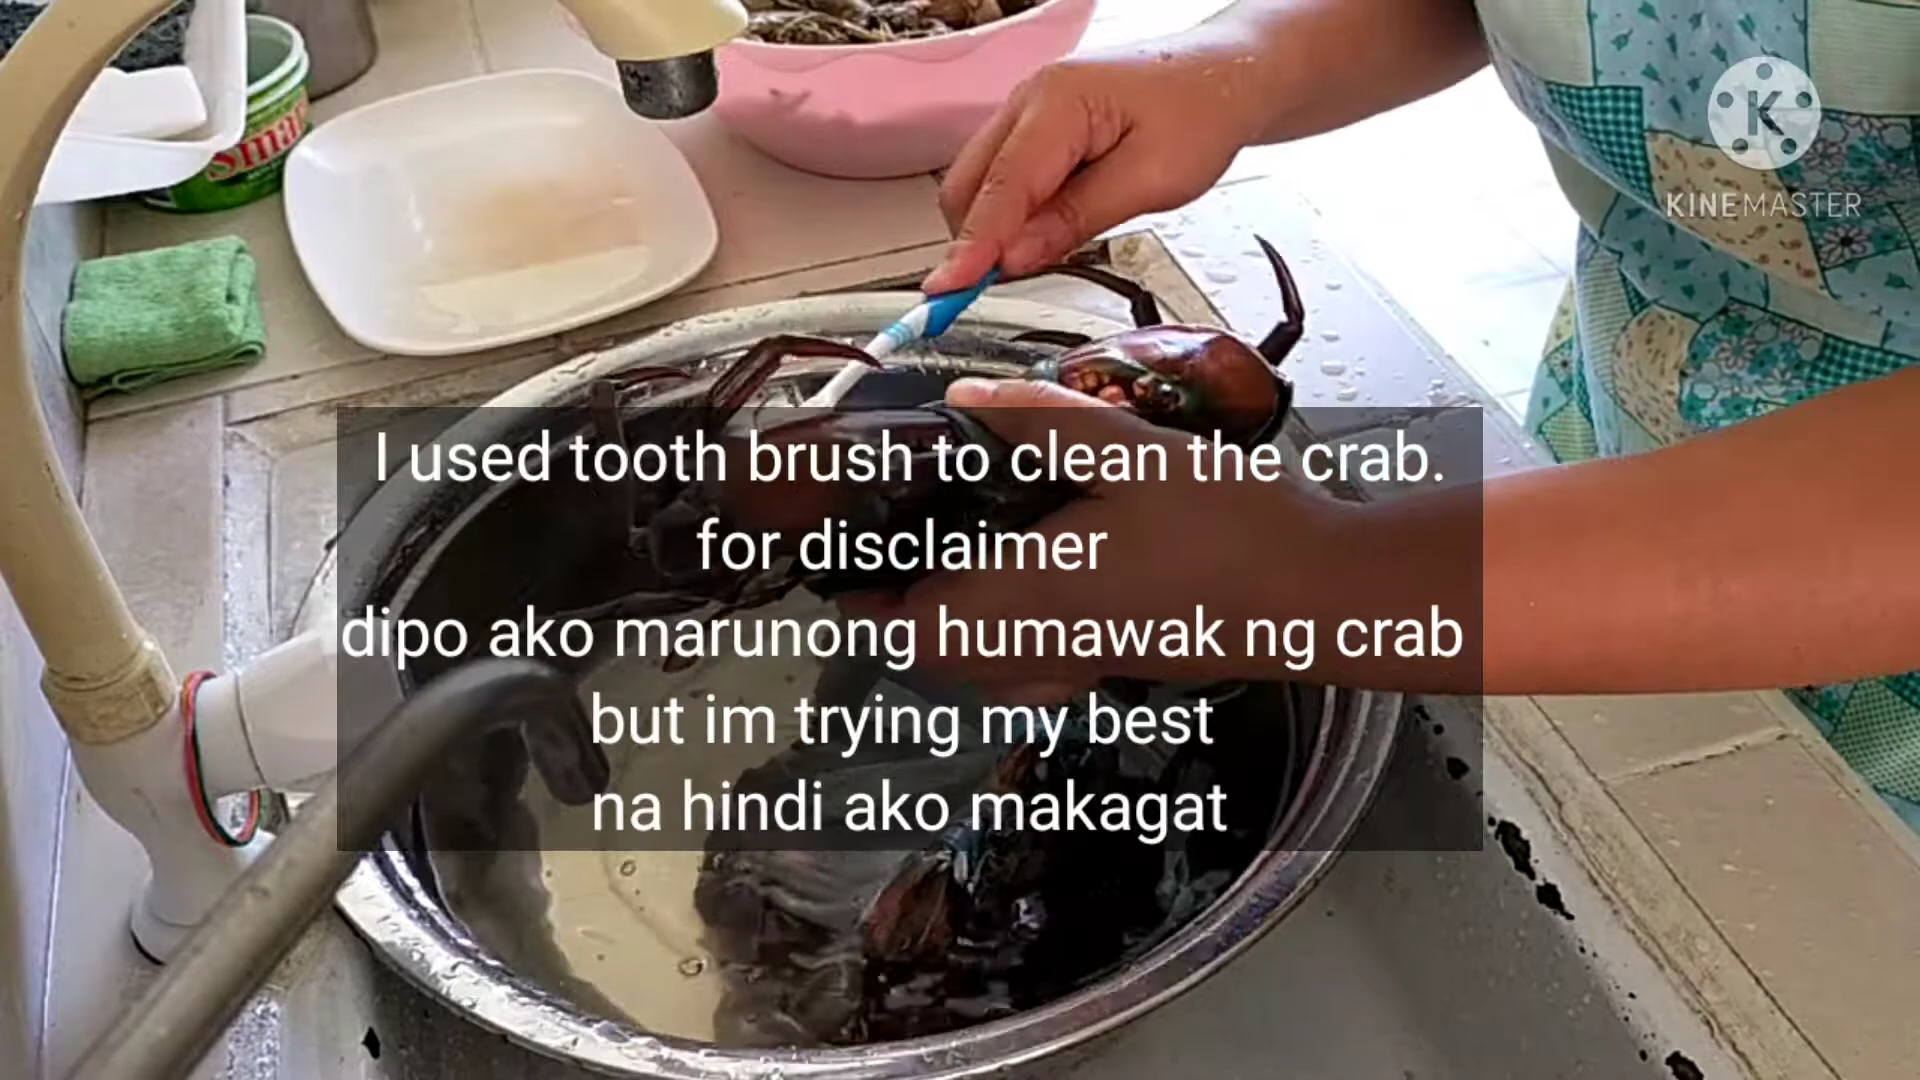 Smar
K
KINEMASTER
I used tooth brush to clean the crab.
for disclaimer
dipo ako marunong humawak ng crab
but im trying my best
na hindi ako makagat